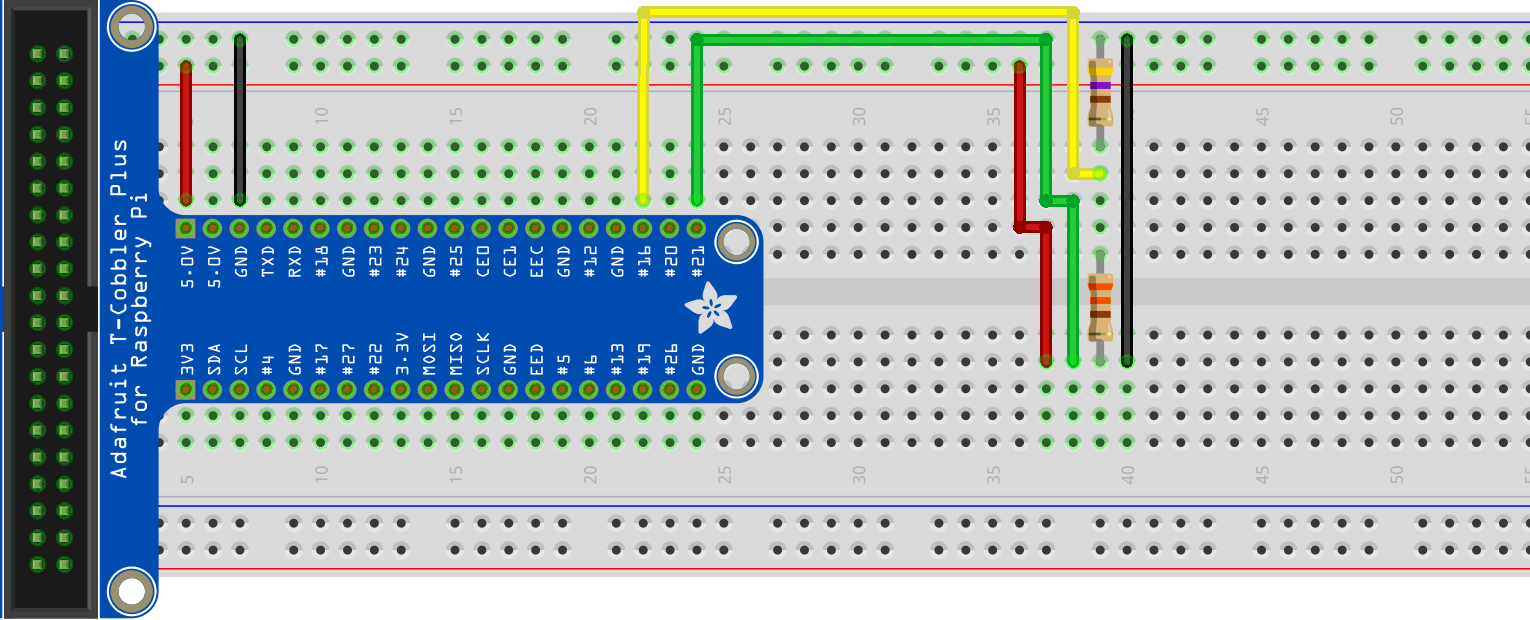 Adafruit T-Cobbler Plus
for Raspberry Pi
10 15 20 25 30 35 45 50
5.0V 5.0V GND TXD RXD #18 GND #23 #24 GND #25 CE0 CE1 EEC GND #12 GND #16 #20 #21
3V3 SDA SCL #4 GND #17 #27 #22 3.3V MOSI MISO SCLK GND EED #5 #6 #13 #19 #26 GND
5 10 15 20 25 30 35 40 45 50